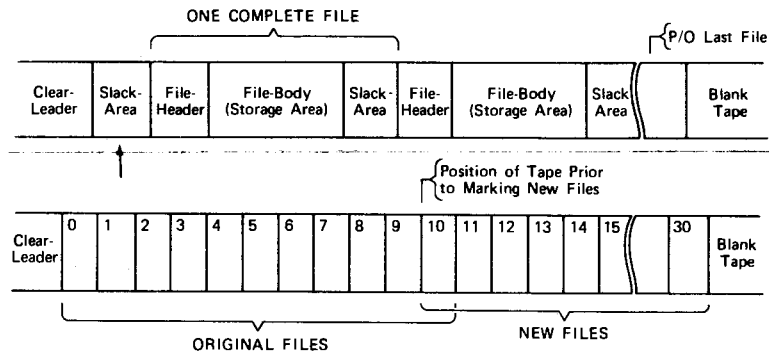 ONE COMPLETE FILE
P/O Last File
Clear-
Leader
Slack-
Area
File-
Header
File-Body
(Storage Area)
Slack-
Area
File-
Header
File-Body
(Storage Area)
Slack
Area
Blank
Tape
Position of Tape Prior
to Marking New Files
Clear-
Leader
0 1 2 3 4 5 6 7 8 9 10 11 12 13 14 15 30
Blank
Tape
ORIGINAL FILES
NEW FILES